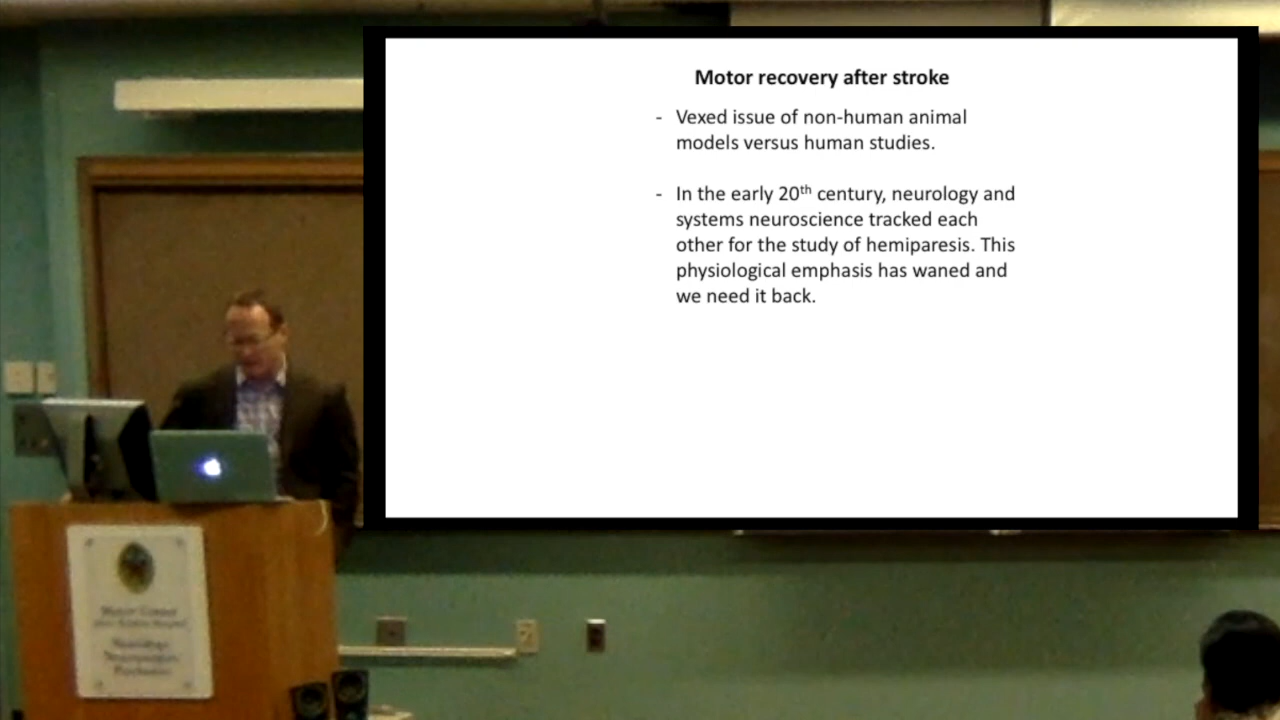 Motor recovery after stroke
- Vexed issue of non-human animal
models versus human studies.
- In the early 20th century, neurology and
systems neuroscience tracked each
other for the study of hemiparesis. This
physiological emphasis has waned and
we need it back.